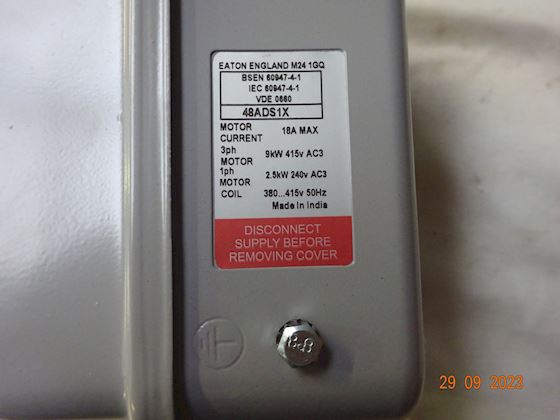 EATON ENGLAND M24 1GQ
BSEN 60947-4-1
IEC 60947-4-1
VDE 0660
48ADS1X
MOTOR CURRENT 18A MAX
3ph MOTOR 9kW 415v AC3
1ph MOTOR 2.5kW 240v AC3
COIL 380...415v 50Hz
Made in India
DISCONNECT
SUPPLY BEFORE
REMOVING COVER
29 09 2023